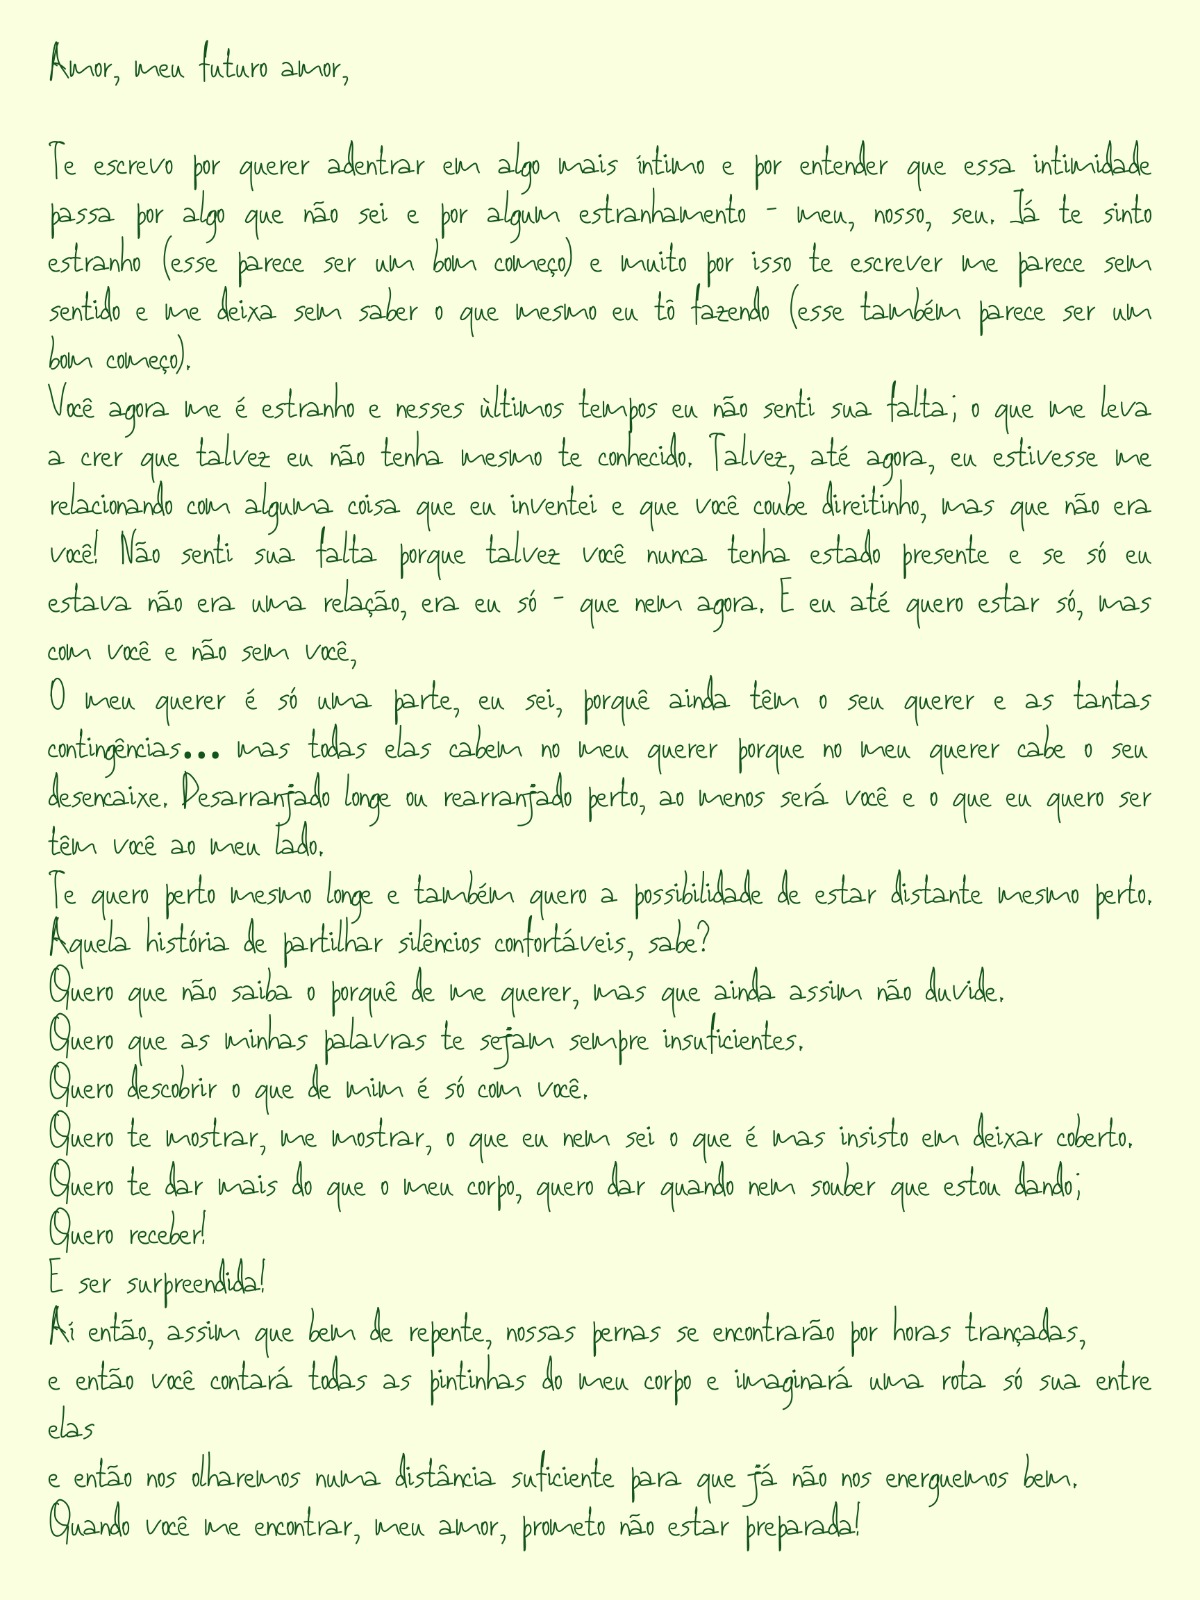 Amor, meu futuro amor,
Te escrevo por querer adentrar em algo mais íntimo e por entender que essa intimidade
passa por algo que não sei e por algum estranhamento - meu, nosso, seu. Já te sinto
estranho (esse parece ser um bom começo) e muito por isso te escrever me parece sem
sentido e me deixa sem saber o que mesmo eu tô fazendo (esse também parece ser um
bom começo).
Você agora me é estranho e nesses ùltimos tempos eu não senti sua falta; o que me leva
a crer que talvez eu não tenha mesmo te conhecido. Talvez, até agora, eu estivesse me
relacionando com alguma coisa que eu inventei e que você coube direitinho, mas que não era
você! Não senti sua falta porque talvez você nunca tenha estado presente e se só eu
estava não era uma relação, era eu só - que nem agora. E eu até quero estar só, mas
com você e não sem você,
O meu querer é só uma parte, eu sei, porquê ainda têm o seu querer e as tantas
contingências... mas todas elas cabem no meu querer porque no meu querer cabe o seu
desencaixe. Desarranjado longe ou rearranjado perto, ao menos será você e o que eu quero ser
têm você ao meu lado.
Te quero perto mesmo longe e também quero a possibilidade de estar distante mesmo perto.
Aquela história de partilhar silêncios confortáveis, sabe?
Quero que não saiba o porquê de me querer, mas que ainda assim não duvide.
Quero que as minhas palavras te sejam sempre insuficientes.
Quero descobrir o que de mim é só com você.
Quero te mostrar, me mostrar, o que eu nem sei o que é mas insisto em deixar coberto.
Quero te dar mais do que o meu corpo, quero dar quando nem souber que estou dando;
Quero receber!
E ser surpreendida!
Aí então, assim que bem de repente, nossas pernas se encontrarão por horas trançadas,
e então você contará todas as pintinhas do meu corpo e imaginará uma rota só sua entre
elas
e então nos olharemos numa distância suficiente para que já não nos energuemos bem.
Quando você me encontrar, meu amor, prometo não estar preparada!